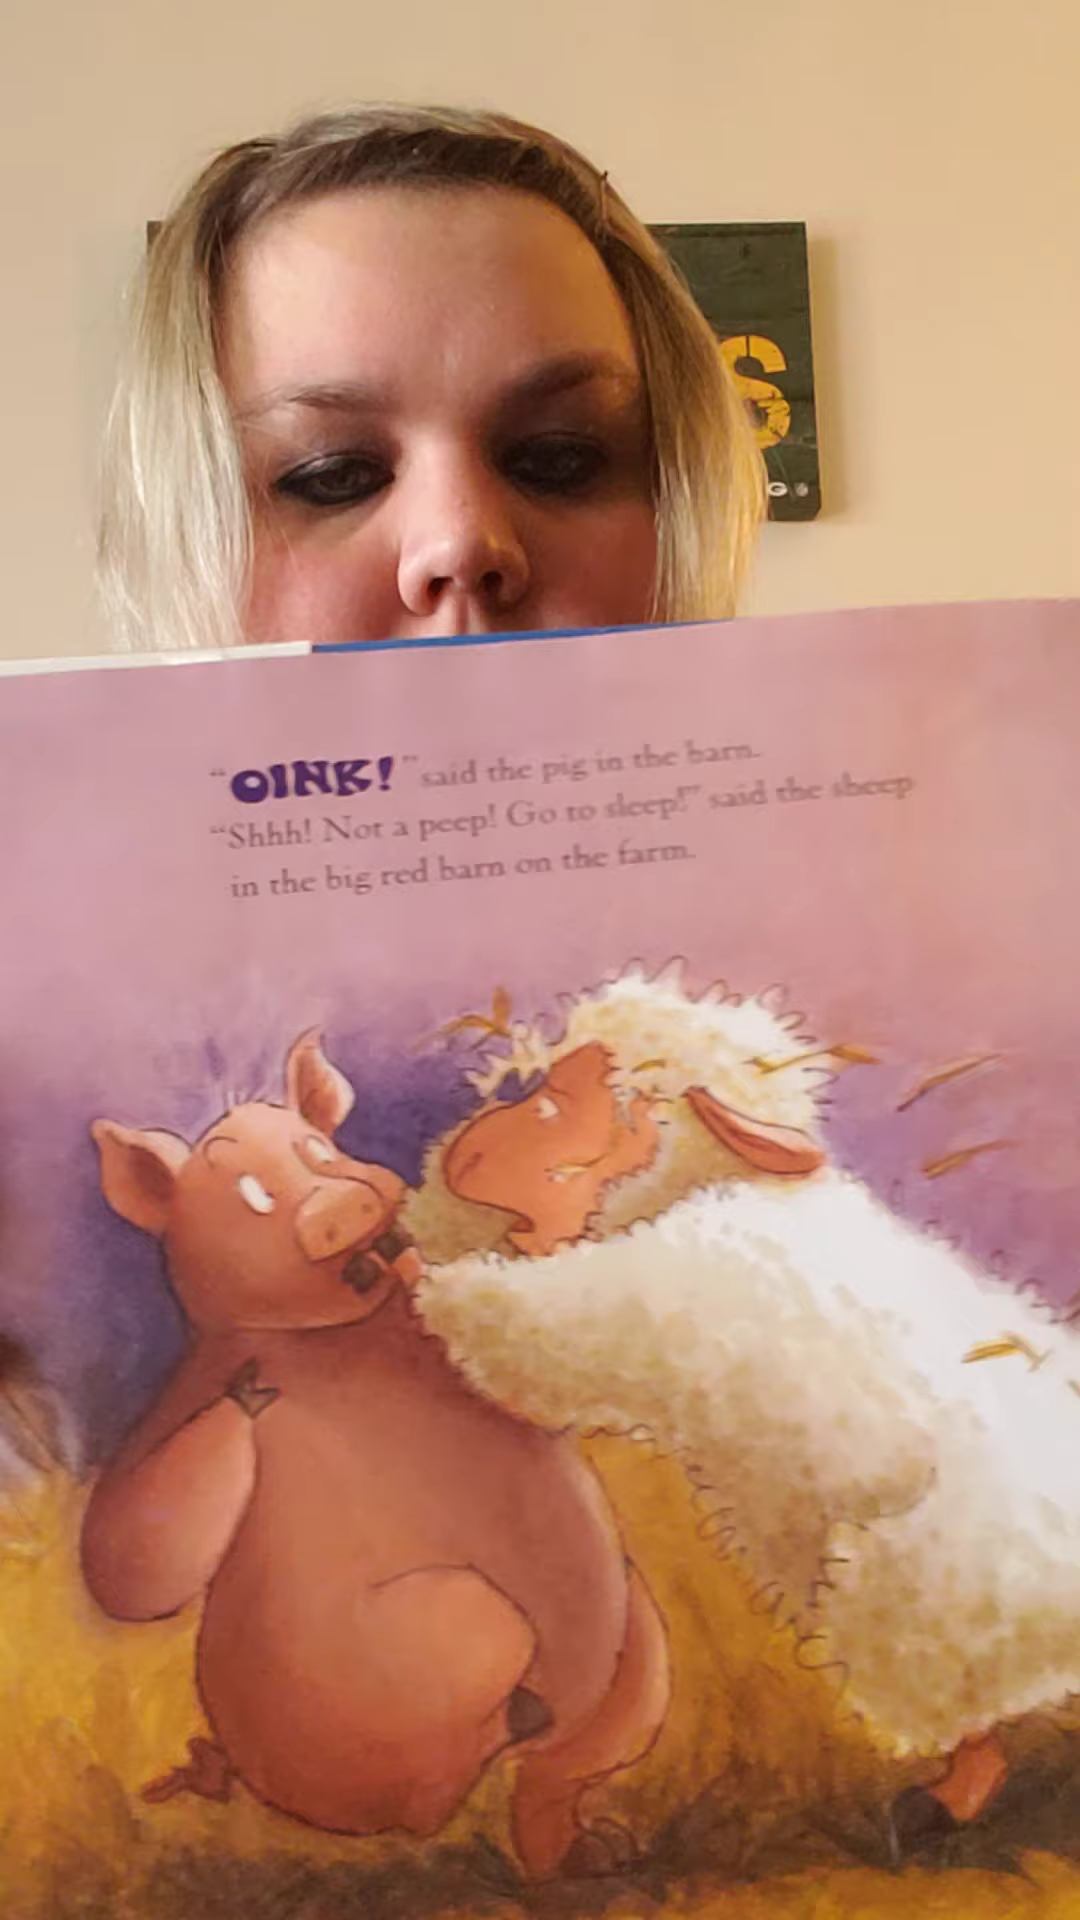 S
G
“OINK!” said the pig in the barn.
“Shhh! Not a peep! Go to sleep!” said the sheep
in the big red barn on the farm.